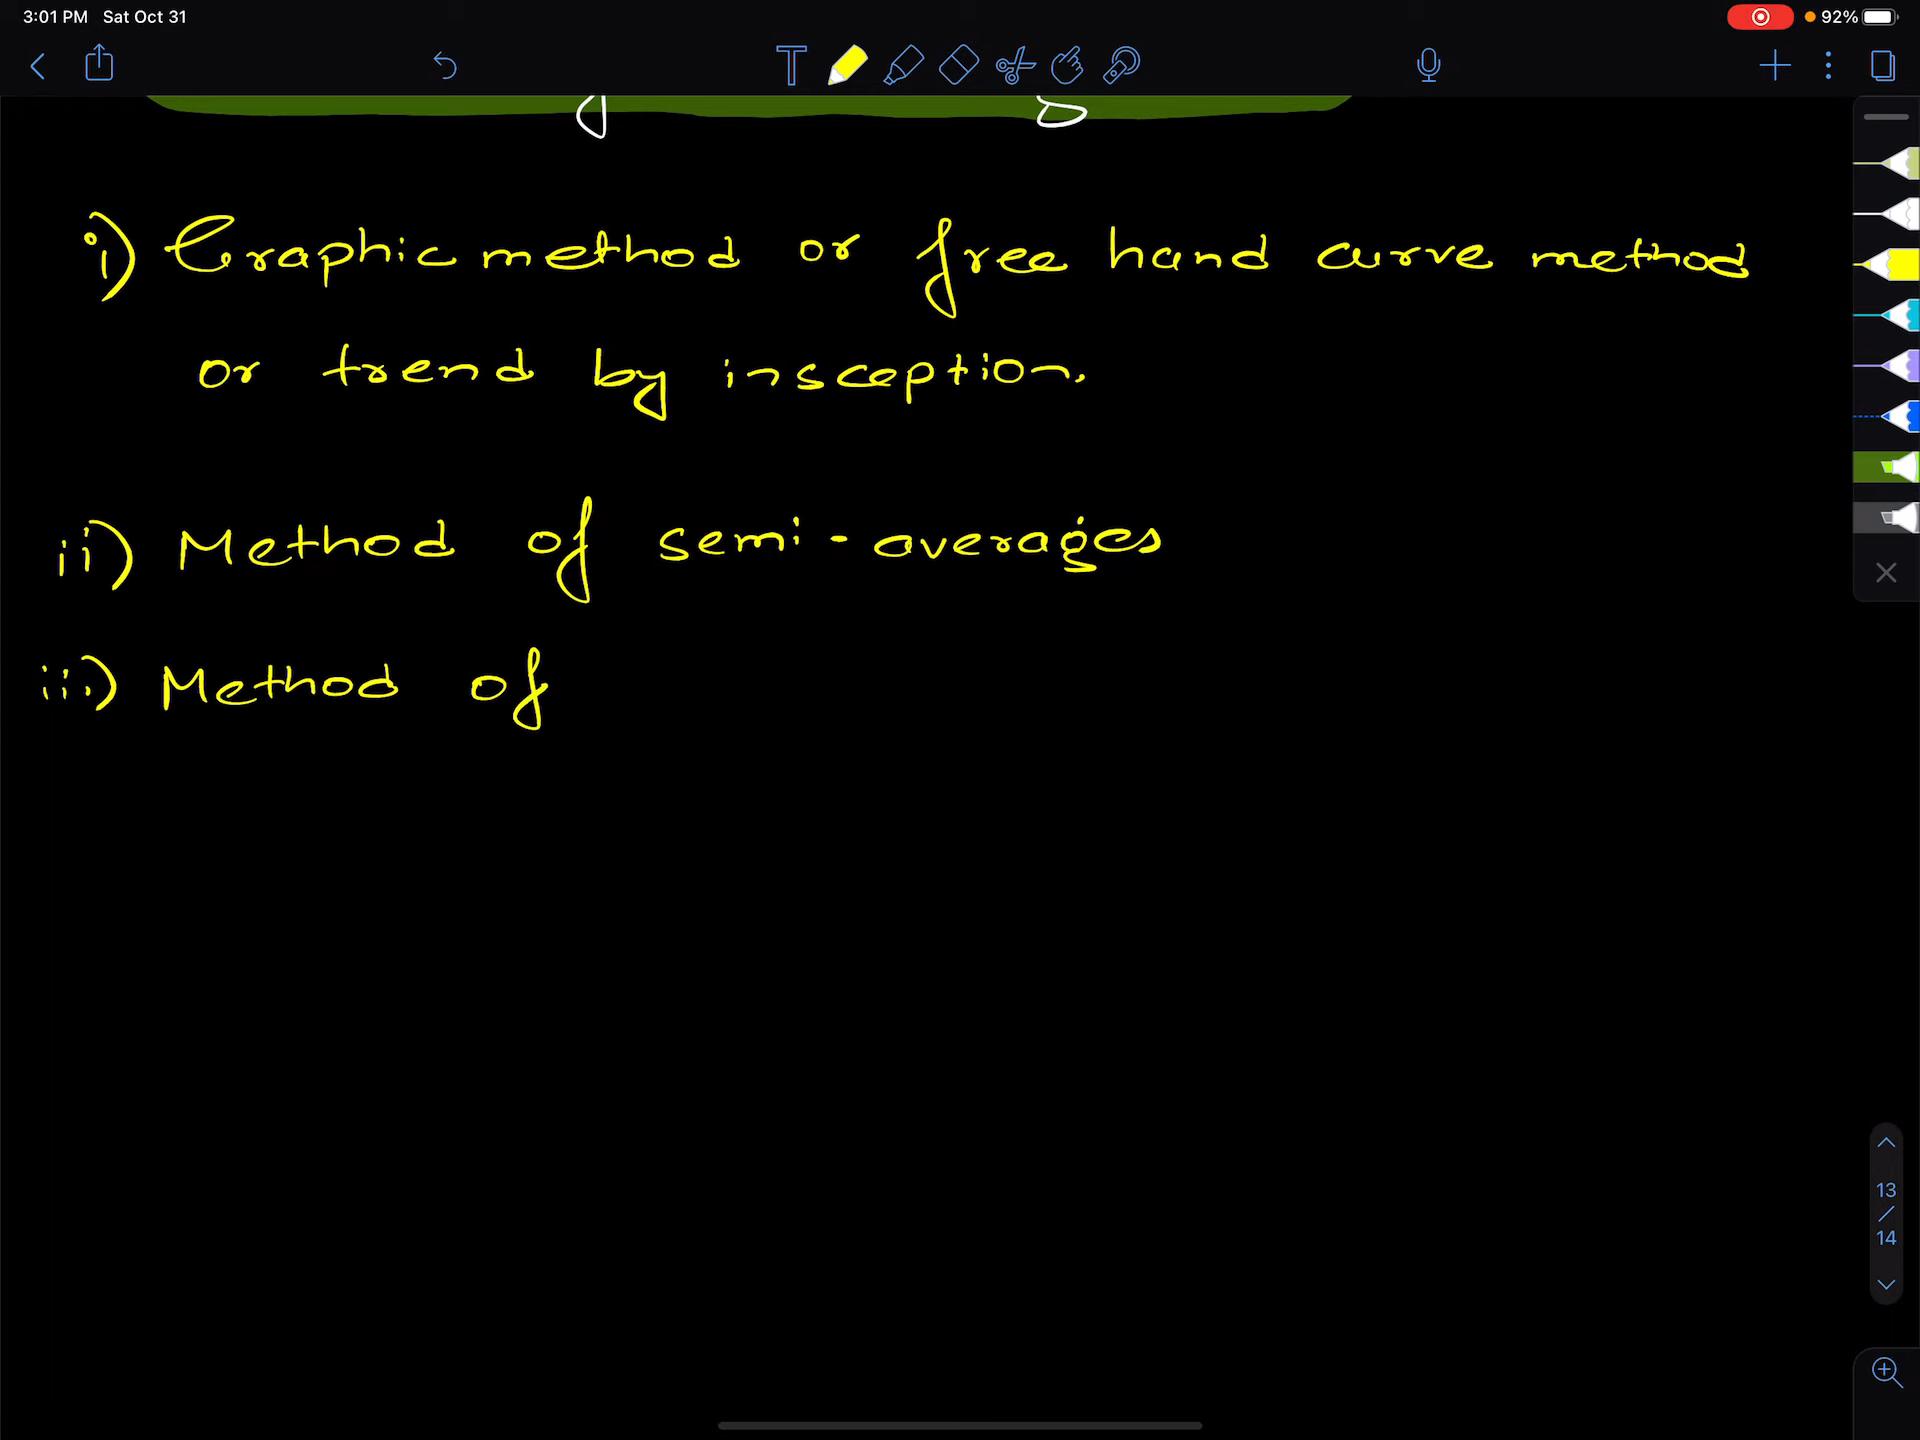 3:01 PM Sat Oct 31
92%
i) Graphic method or free hand curve method
or trend by insception.
ii) Method of semi-averages
iii) Method of
13
/
14